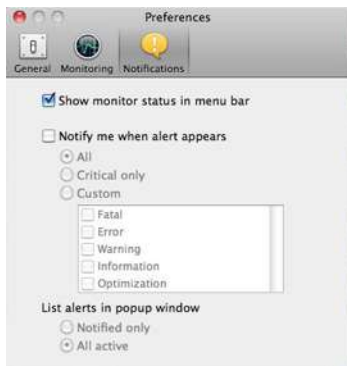 Preferences
General Monitoring Notifications
Show monitor status in menu bar
Notify me when alert appears
All
Critical only
Custom
Fatal
Error
Warning
Information
Optimization
List alerts in popup window
Notified only
All active